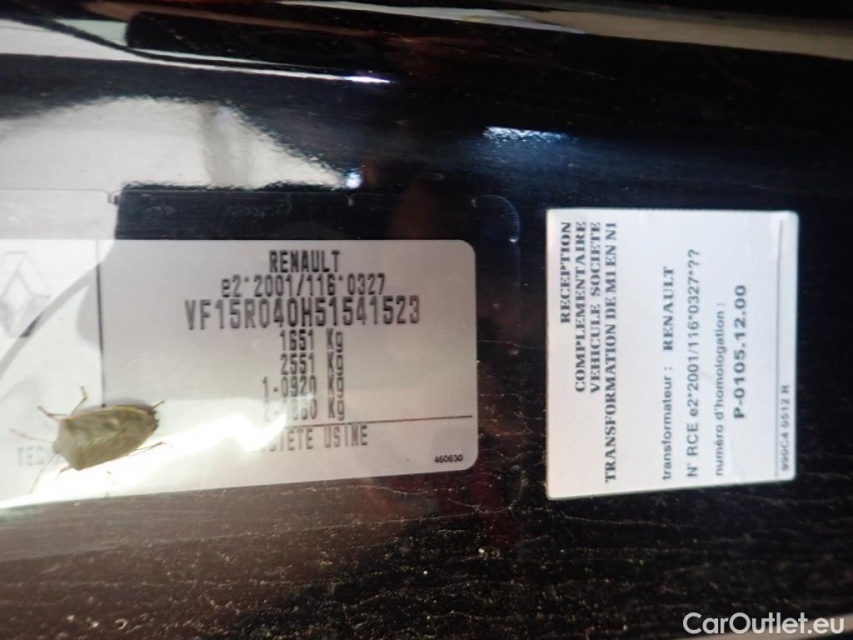 RENAULT
e2*2001/116*0327
VF15R040H51541523
1651 Kg
2551 Kg
1-0920 Kg
60 Kg
USINE
460630
RECEPTION
COMPLEMENTAIRE
VEHICULE SOCIETE
TRANSFORMATION DE M1 EN N1
transformateur : RENAULT
N° RCE e2*2001/116*0327*??
numéro d'homologation :
P-0105.12.00
990C4 0512 R
CarOutlet.eu